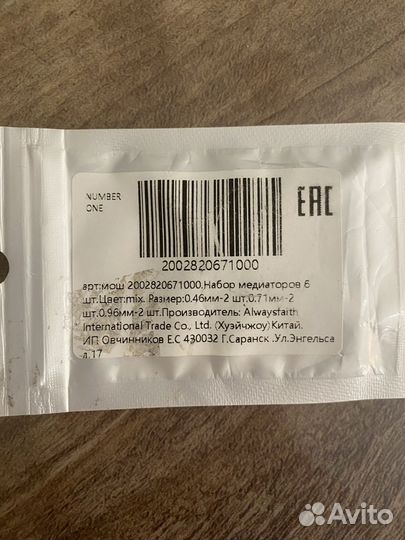 NUMBER
ONE
EAC
2002820671000
арт:мош 2002820671000.Набор медиаторов 6
шт.Цвет:mix. Размер:0.46мм-2 шт.0.71мм-2
шт.0.96мм-2 шт.Производитель: Alwaysfaith
International Trade Co., Ltd. (Хуэйчжоу) Китай.
ИП Овчинников Е.С 430032 Г.Саранск .Ул.Энгельса
д.17
Avito